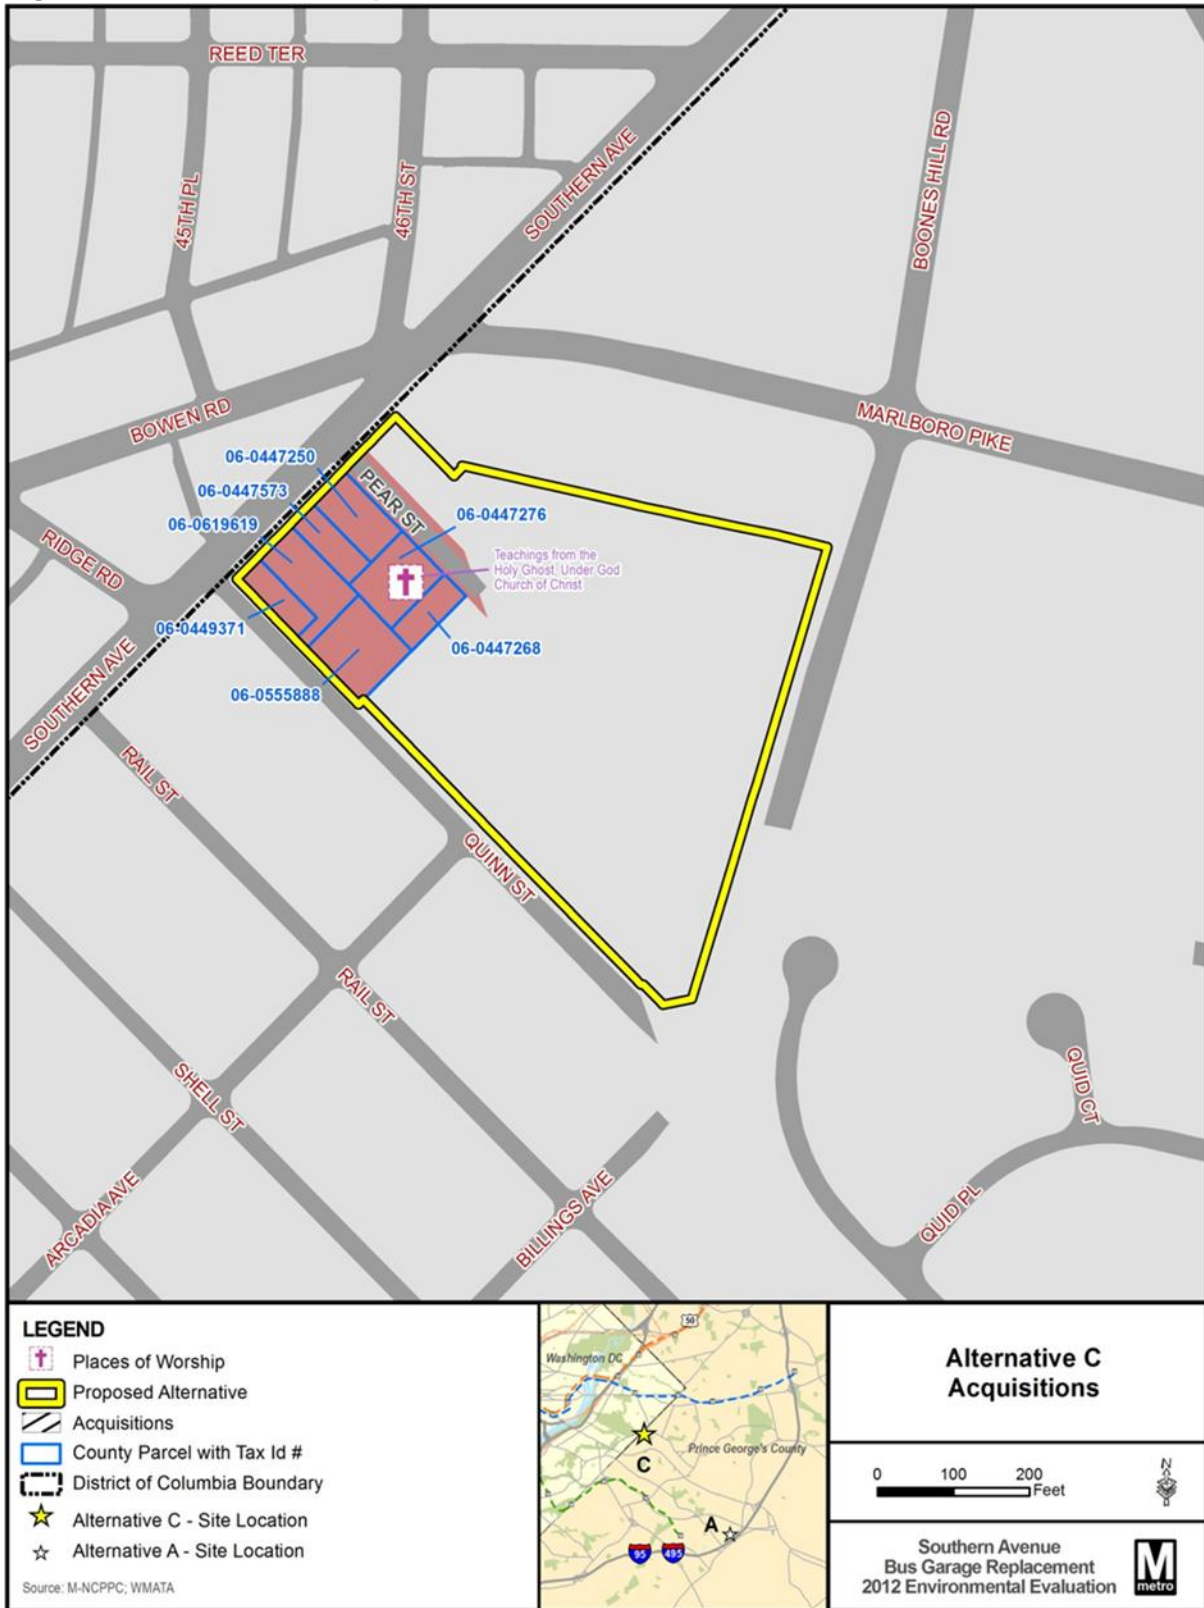 REED TER
45TH PL
46TH ST
SOUTHERN AVE
BOONES HILL RD
BOWEN RD
MARLBORO PIKE
06-0447250
06-0447573
06-0619619
PEAR ST
06-0447276
RIDGE RD
Teachings from the
Holy Ghost, Under God
Church of Christ
06-0449371
06-0447268
06-0555888
SOUTHERN AVE
RAIL ST
QUINN ST
RAIL ST
SHELL ST
QUID CT
ARCADIA AVE
BILLINGS AVE
QUID PL
LEGEND
Places of Worship
Proposed Alternative
Acquisitions
County Parcel with Tax Id #
District of Columbia Boundary
Alternative C - Site Location
Alternative A - Site Location
Source: M-NCPPC; WMATA
50
Washington DC
Prince George's County
C
A
95
495
Alternative C
Acquisitions
0 100 200
Feet
N
Southern Avenue
Bus Garage Replacement
2012 Environmental Evaluation
M
metro